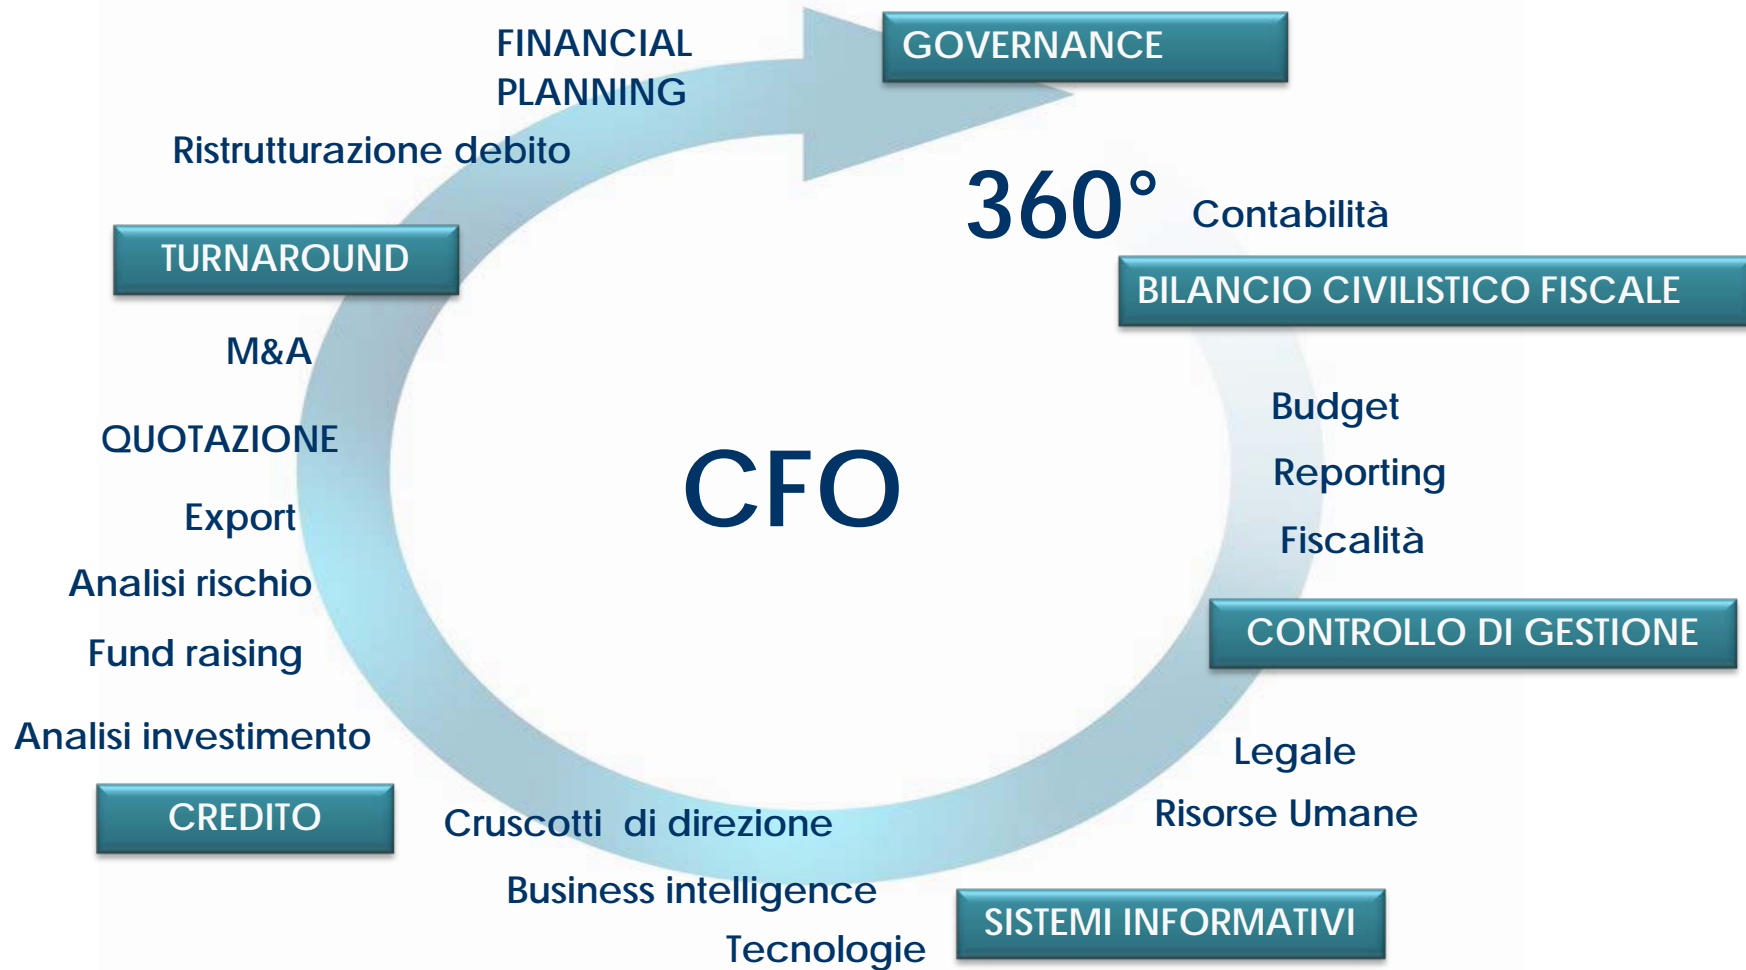 FINANCIAL
PLANNING
GOVERNANCE
Ristrutturazione debito
360°
Contabilità
TURNAROUND
BILANCIO CIVILISTICO FISCALE
M&A
Budget
QUOTAZIONE
CFO
Reporting
Export
Fiscalità
Analisi rischio
Fund raising
CONTROLLO DI GESTIONE
Analisi investimento
Legale
CREDITO
Cruscotti di direzione
Risorse Umane
Business intelligence
SISTEMI INFORMATIVI
Tecnologie